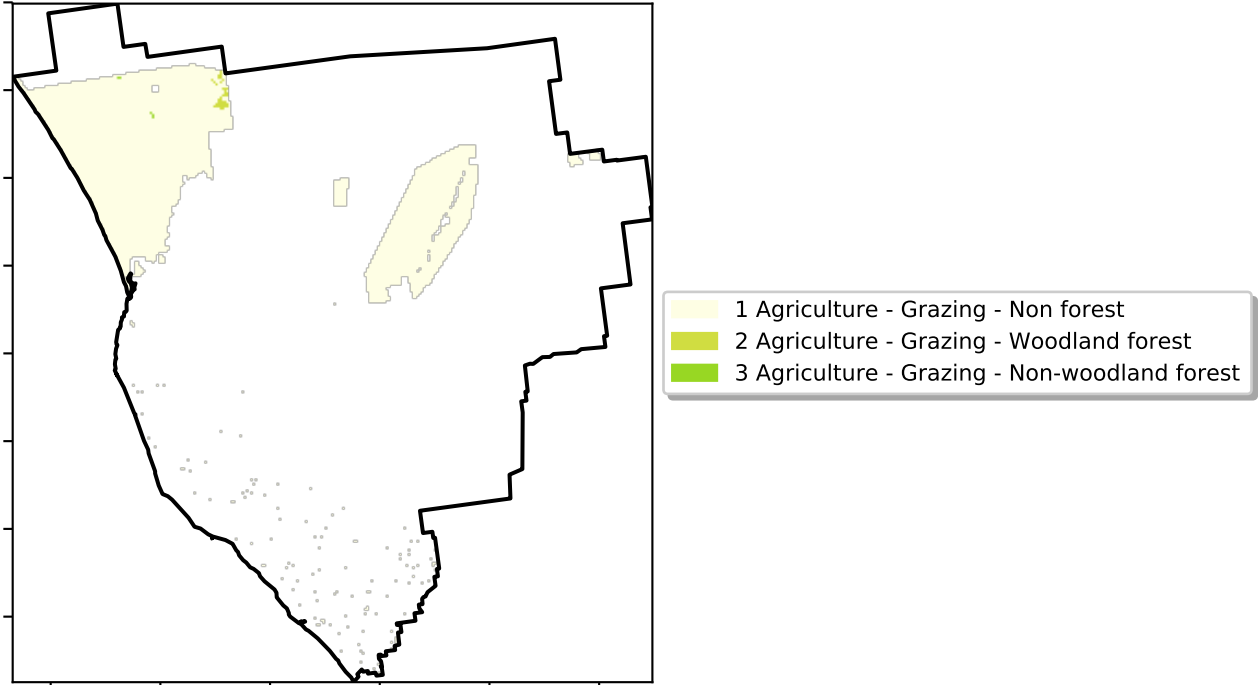 1 Agriculture - Grazing - Non forest
2 Agriculture - Grazing - Woodland forest
3 Agriculture - Grazing - Non-woodland forest